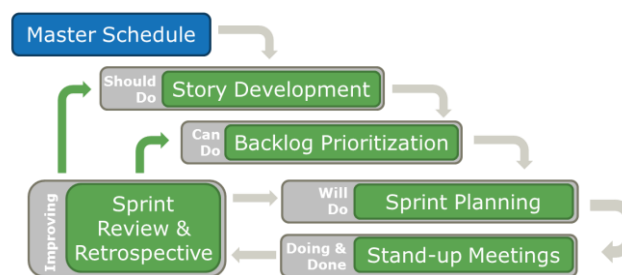 Master Schedule
Should
Do
Story Development
Can
Do
Backlog Prioritization
Improving
Sprint
Review &
Retrospective
Will
Do
Sprint Planning
Doing &
Done
Stand-up Meetings